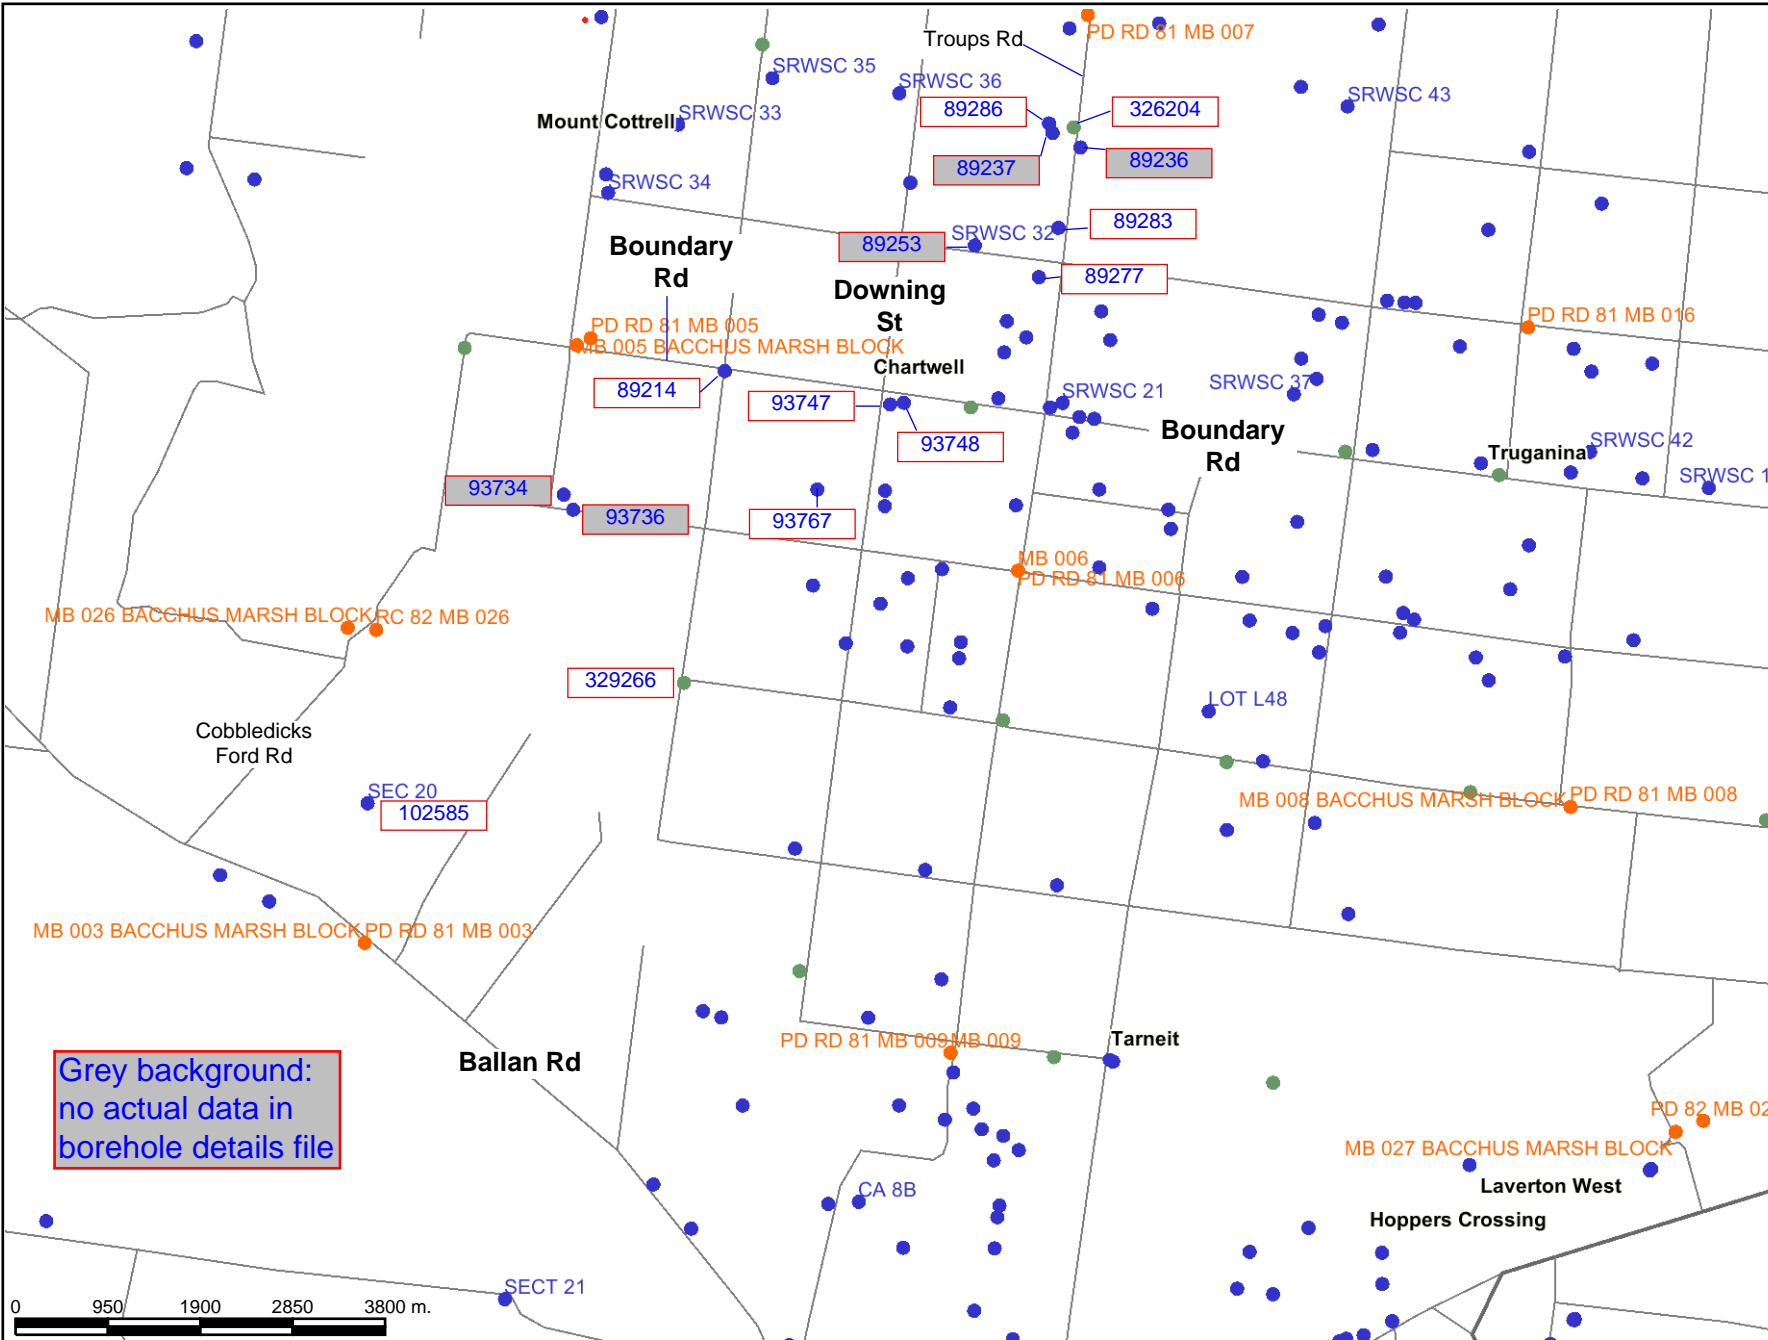 PD RD 81 MB 007
Troups Rd
SRWSC 35
SRWSC 36
SRWSC 43
89286
326204
Mount Cottrell
SRWSC 33
89237
89236
SRWSC 34
89283
SRWSC 32
89253
Boundary
Rd
89277
Downing
St
PD RD 81 MB 005
MB 005 BACCHUS MARSH BLOCK
PD RD 81 MB 016
Chartwell
89214
93747
SRWSC 21
SRWSC 37
93748
Boundary
Rd
Truganina
SRWSC 42
SRWSC 1
93734
93736
93767
MB 006
PD RD 81 MB 006
MB 026 BACCHUS MARSH BLOCK
RC 82 MB 026
329266
LOT L48
Cobbledicks
Ford Rd
SEC 20
102585
MB 008 BACCHUS MARSH BLOCK
PD RD 81 MB 008
MB 003 BACCHUS MARSH BLOCK
PD RD 81 MB 003
PD RD 81 MB 009
MB 009
Tarneit
Ballan Rd
Grey background:
no actual data in
borehole details file
PD 82 MB 02
MB 027 BACCHUS MARSH BLOCK
Laverton West
CA 8B
Hoppers Crossing
SECT 21
0 950 1900 2850 3800 m.